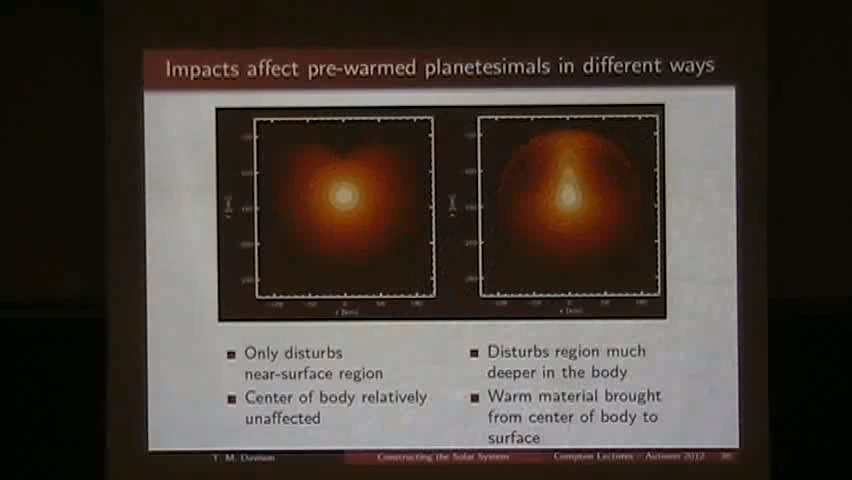 Impacts affect pre-warmed planetesimals in different ways
Only disturbs
near-surface region
Center of body relatively
unaffected
Disturbs region much
deeper in the body
Warm material brought
from center of body to
surface
T. M. Davison
Constructing the Solar System
Compton Lectures – Autumn 2012